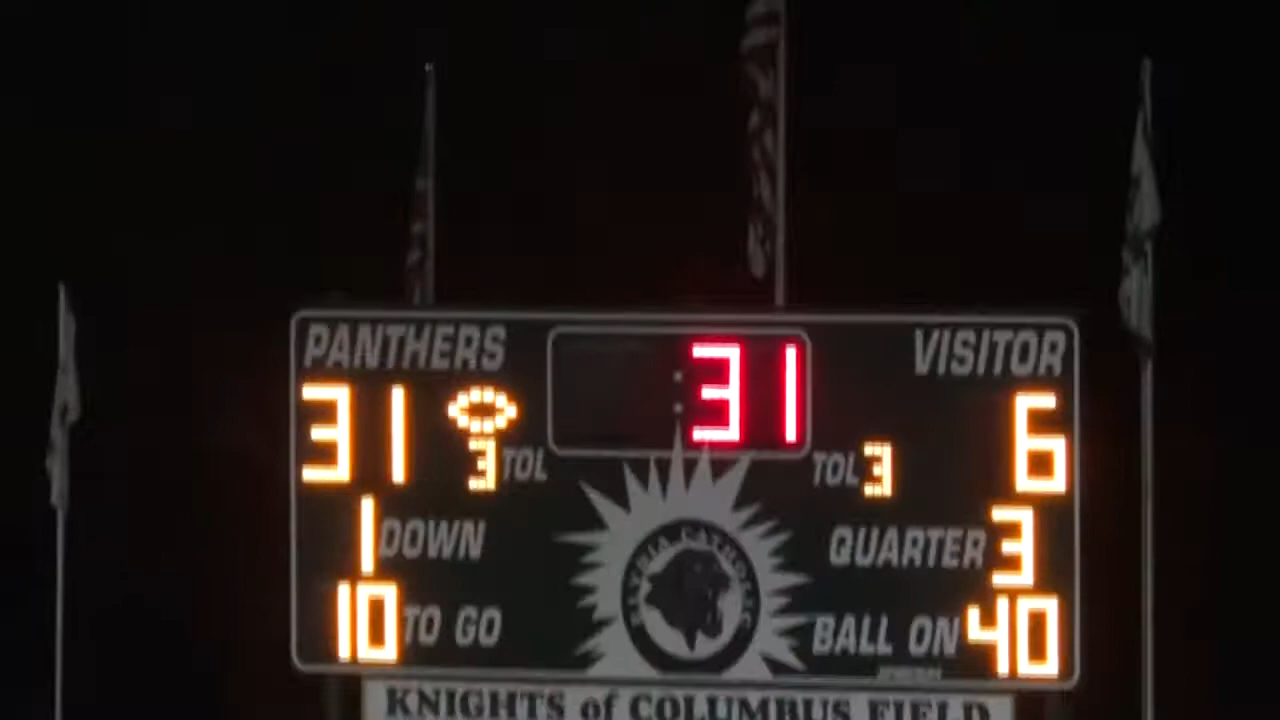 PANTHERS :31 VISITOR
31 6
3 TOL TOL 3
1 DOWN QUARTER 3
ELYRIA CATHOLIC
10 TO GO BALL ON 40
KNIGHTS of COLUMBUS FIELD